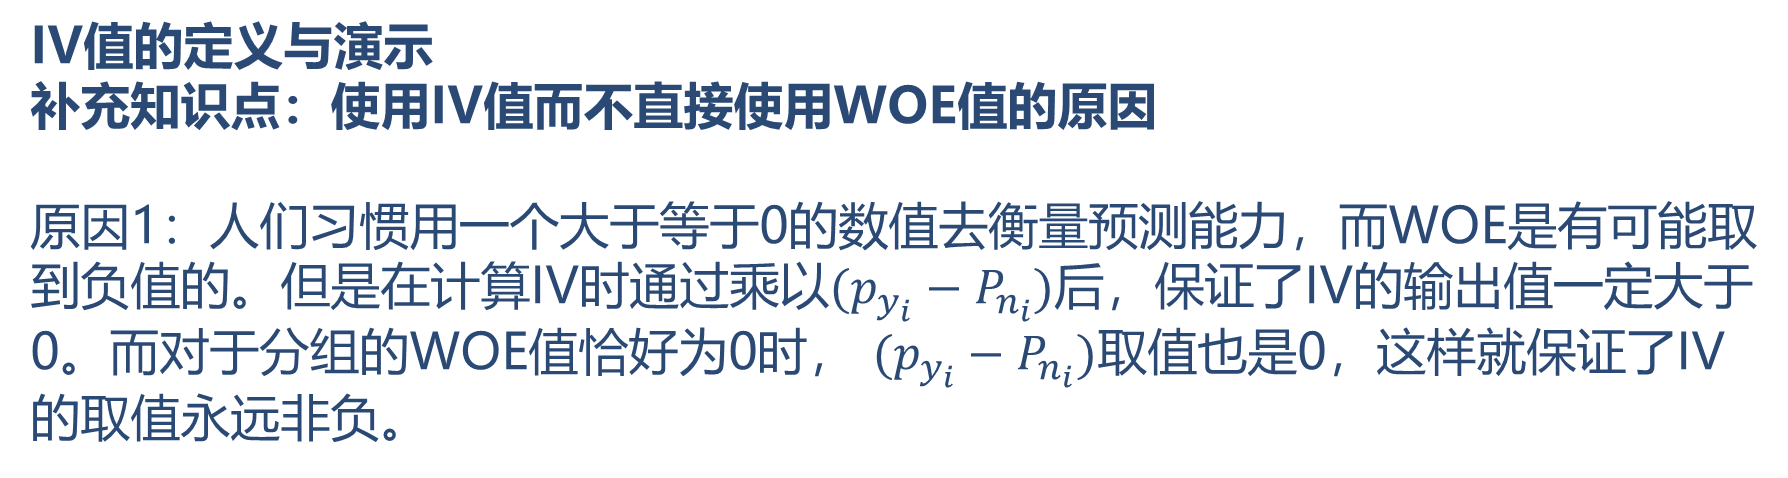 IV值的定义与演示
补充知识点：使用IV值而不直接使用WOE值的原因
原因1：人们习惯用一个大于等于0的数值去衡量预测能力，而WOE是有可能取
到负值的。但是在计算IV时通过乘以(p_{y_i} − P_{n_i})后，保证了IV的输出值一定大于
0。而对于分组的WOE值恰好为0时， (p_{y_i} − P_{n_i})取值也是0，这样就保证了IV
的取值永远非负。